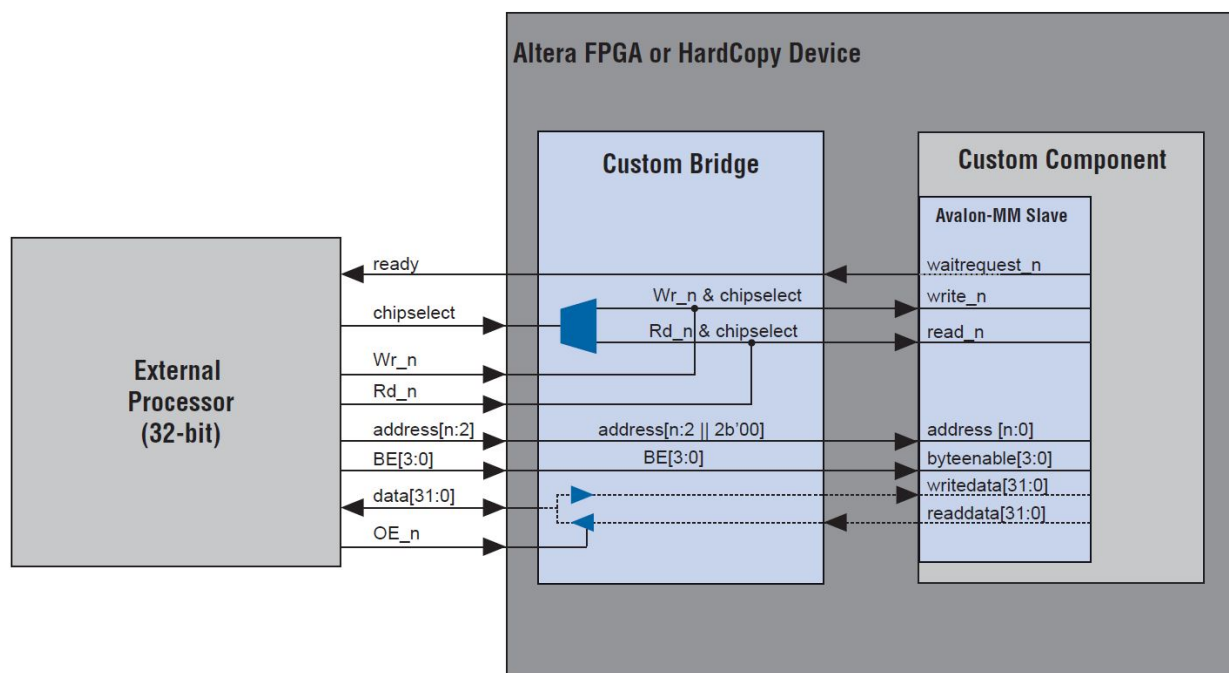 Altera FPGA or HardCopy Device
Custom Bridge
Custom Component
Avalon-MM Slave
External
Processor
(32-bit)
ready
waitrequest_n
chipselect
Wr_n & chipselect
write_n
Rd_n & chipselect
read_n
Wr_n
Rd_n
address[n:2]
address[n:2 || 2b'00]
address [n:0]
BE[3:0]
BE[3:0]
byteenable[3:0]
data[31:0]
writedata[31:0]
readdata[31:0]
OE_n